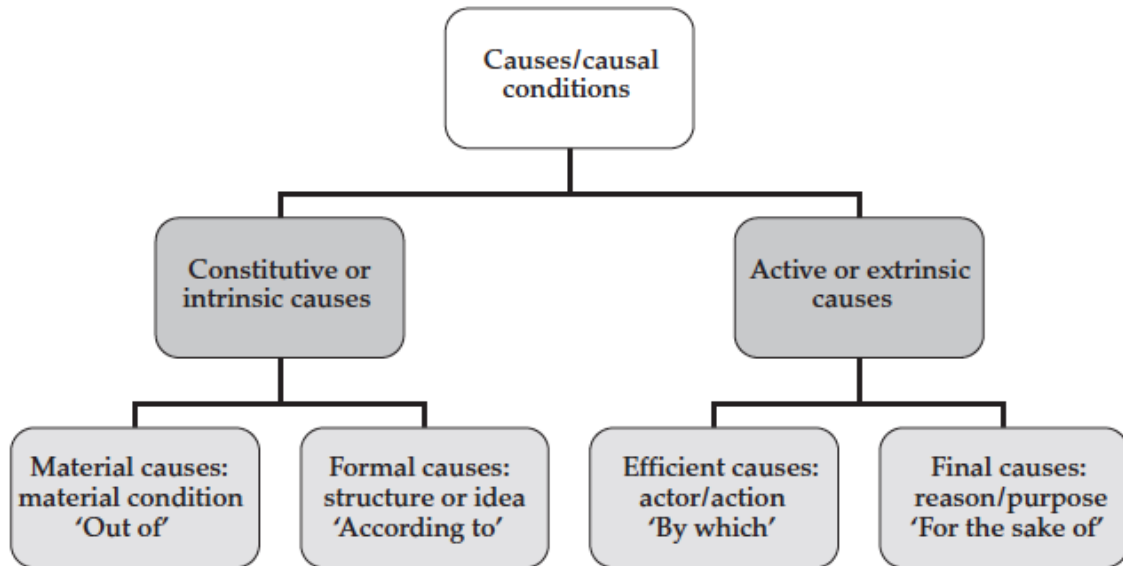 Causes/causal
conditions
Constitutive or
intrinsic causes
Active or extrinsic
causes
Material causes:
material condition
‘Out of’
Formal causes:
structure or idea
‘According to’
Efficient causes:
actor/action
‘By which’
Final causes:
reason/purpose
‘For the sake of’